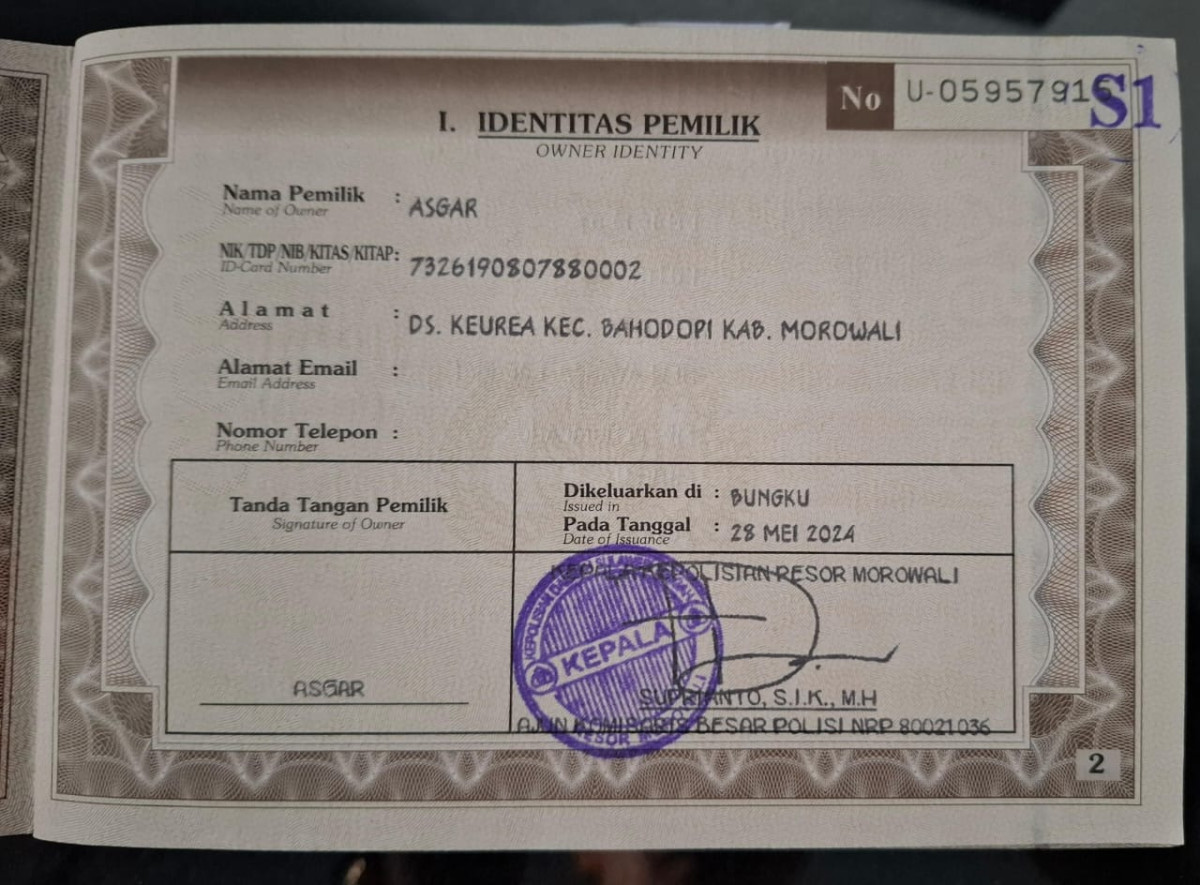 No U-05957915
S1
I. IDENTITAS PEMILIK
OWNER IDENTITY
Nama Pemilik : ASGAR
Name of Owner
NIK/TDP/NIB/KITAS/KITAP: 7326190807880002
ID-Card Number
Alamat : DS. KEUREA KEC. BAHODOPI KAB. MOROWALI
Address
Alamat Email :
Email Address
Nomor Telepon :
Phone Number
Tanda Tangan Pemilik
Signature of Owner
Dikeluarkan di : BUNGKU
Issued in
Pada Tanggal : 28 MEI 2024
Date of Issuance
KEPALA KEPOLISIAN RESOR MOROWALI
KEPALA
ASGAR
SUPRIANTO, S.I.K., M.H
AJUN KOMISARIS BESAR POLISI NRP 80021036
2